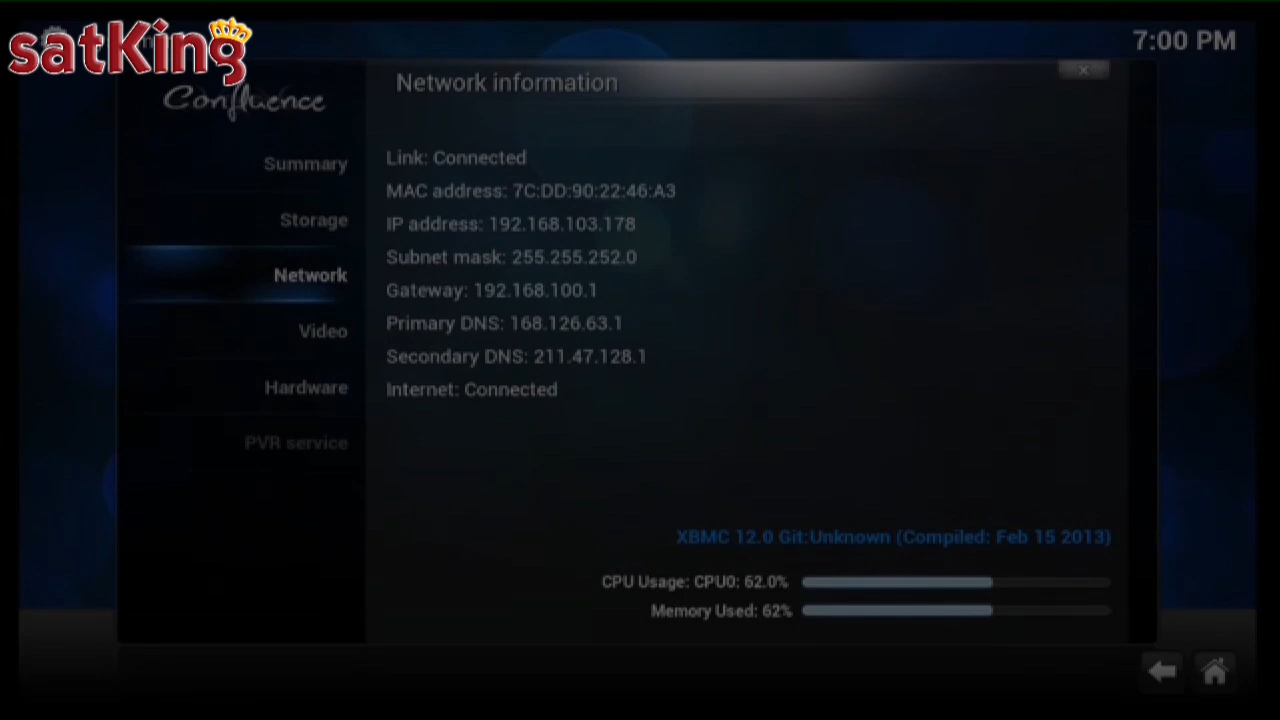 satKing
7:00 PM
Confluence
Network information
Summary
Storage
Network
Video
Hardware
PVR service
Link: Connected
MAC address: 7C:DD:90:22:46:A3
IP address: 192.168.103.178
Subnet mask: 255.255.252.0
Gateway: 192.168.100.1
Primary DNS: 168.126.63.1
Secondary DNS: 211.47.128.1
Internet: Connected
XBMC 12.0 Git:Unknown (Compiled: Feb 15 2013)
CPU Usage: CPU0: 62.0%
Memory Used: 62%